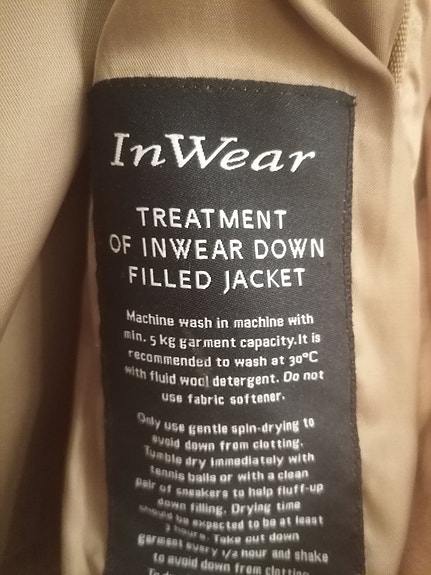 InWear
TREATMENT
OF INWEAR DOWN
FILLED JACKET
Machine wash in machine with
min. 5 kg garment capacity.It is
recommended to wash at 30°C
with fluid wool detergent. Do not
use fabric softener.
Only use gentle spin-drying to
avoid down from clotting.
Tumble dry immediately with
tennis balls or with a clean
pair of sneakers to help fluff-up
down filling. Drying time
should be expected to be at least
3 hours. Take out down
garment every 1/2 hour and shake
to avoid down from clotting.